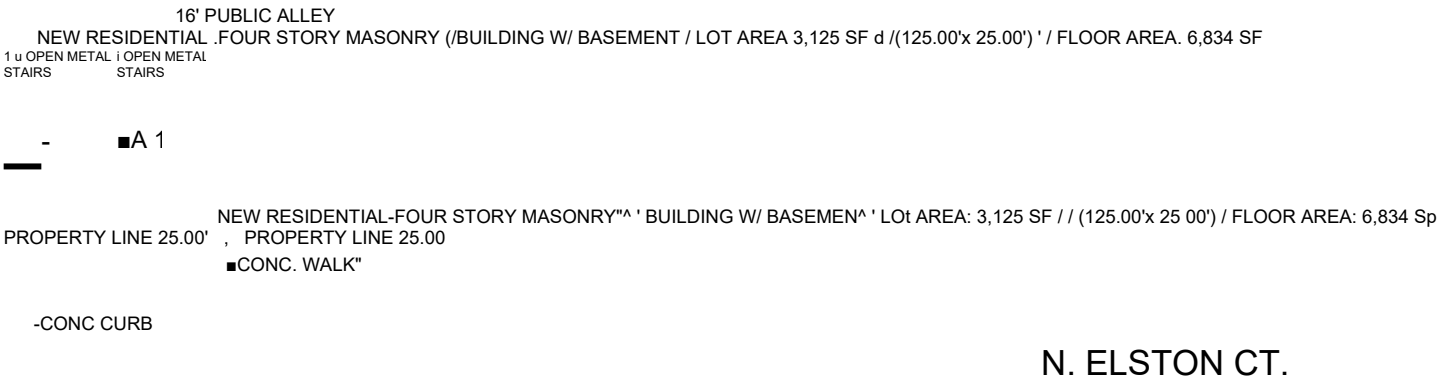 16' PUBLIC ALLEY
NEW RESIDENTIAL .FOUR STORY MASONRY (/BUILDING W/ BASEMENT / LOT AREA 3,125 SF d /(125.00'x 25.00') ' / FLOOR AREA. 6,834 SF
1 u OPEN METAL i OPEN METAL
STAIRS STAIRS
- ■A 1
NEW RESIDENTIAL-FOUR STORY MASONRY"^ ' BUILDING W/ BASEMEN^ ' LOt AREA: 3,125 SF / / (125.00'x 25 00') / FLOOR AREA: 6,834 Sp
PROPERTY LINE 25.00' , PROPERTY LINE 25.00
■CONC. WALK"
-CONC CURB
N. ELSTON CT.